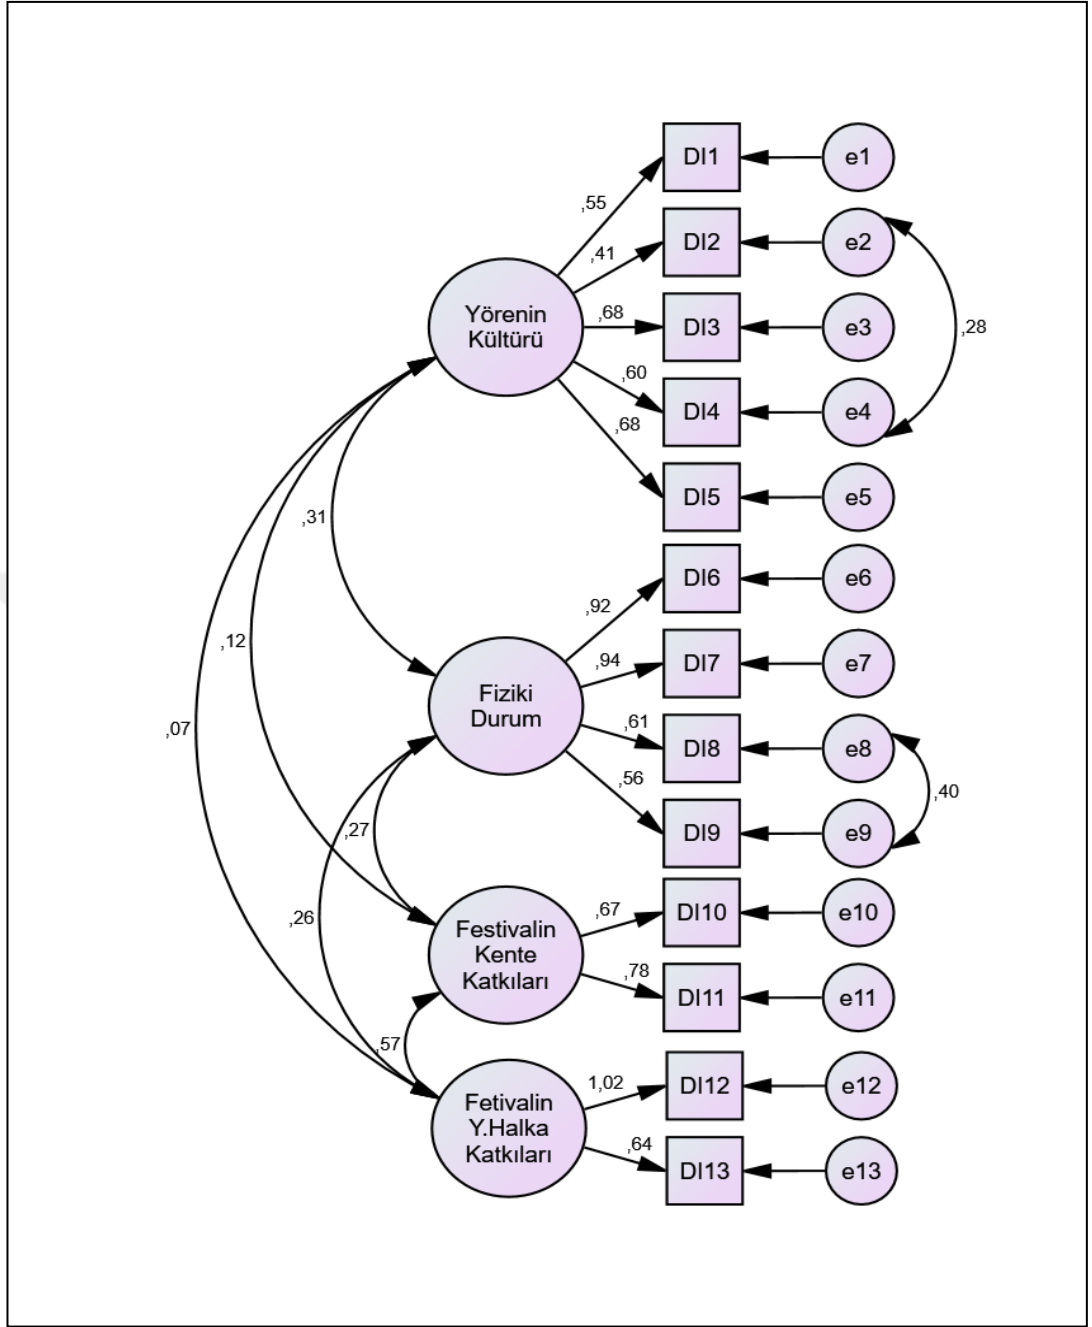 DI1
e1
,55
DI2
e2
,41
Yörenin
Kültürü
,68
DI3
e3
,28
,60
DI4
e4
,68
DI5
e5
,31
DI6
e6
,92
,12
,94
DI7
e7
Fiziki
Durum
,07
,61
DI8
e8
,56
,40
DI9
e9
,27
,26
,67
DI10
e10
Festivalin
Kente
Katkıları
,78
DI11
e11
,57
1,02
DI12
e12
Fetivalin
Y.Halka
Katkıları
,64
DI13
e13